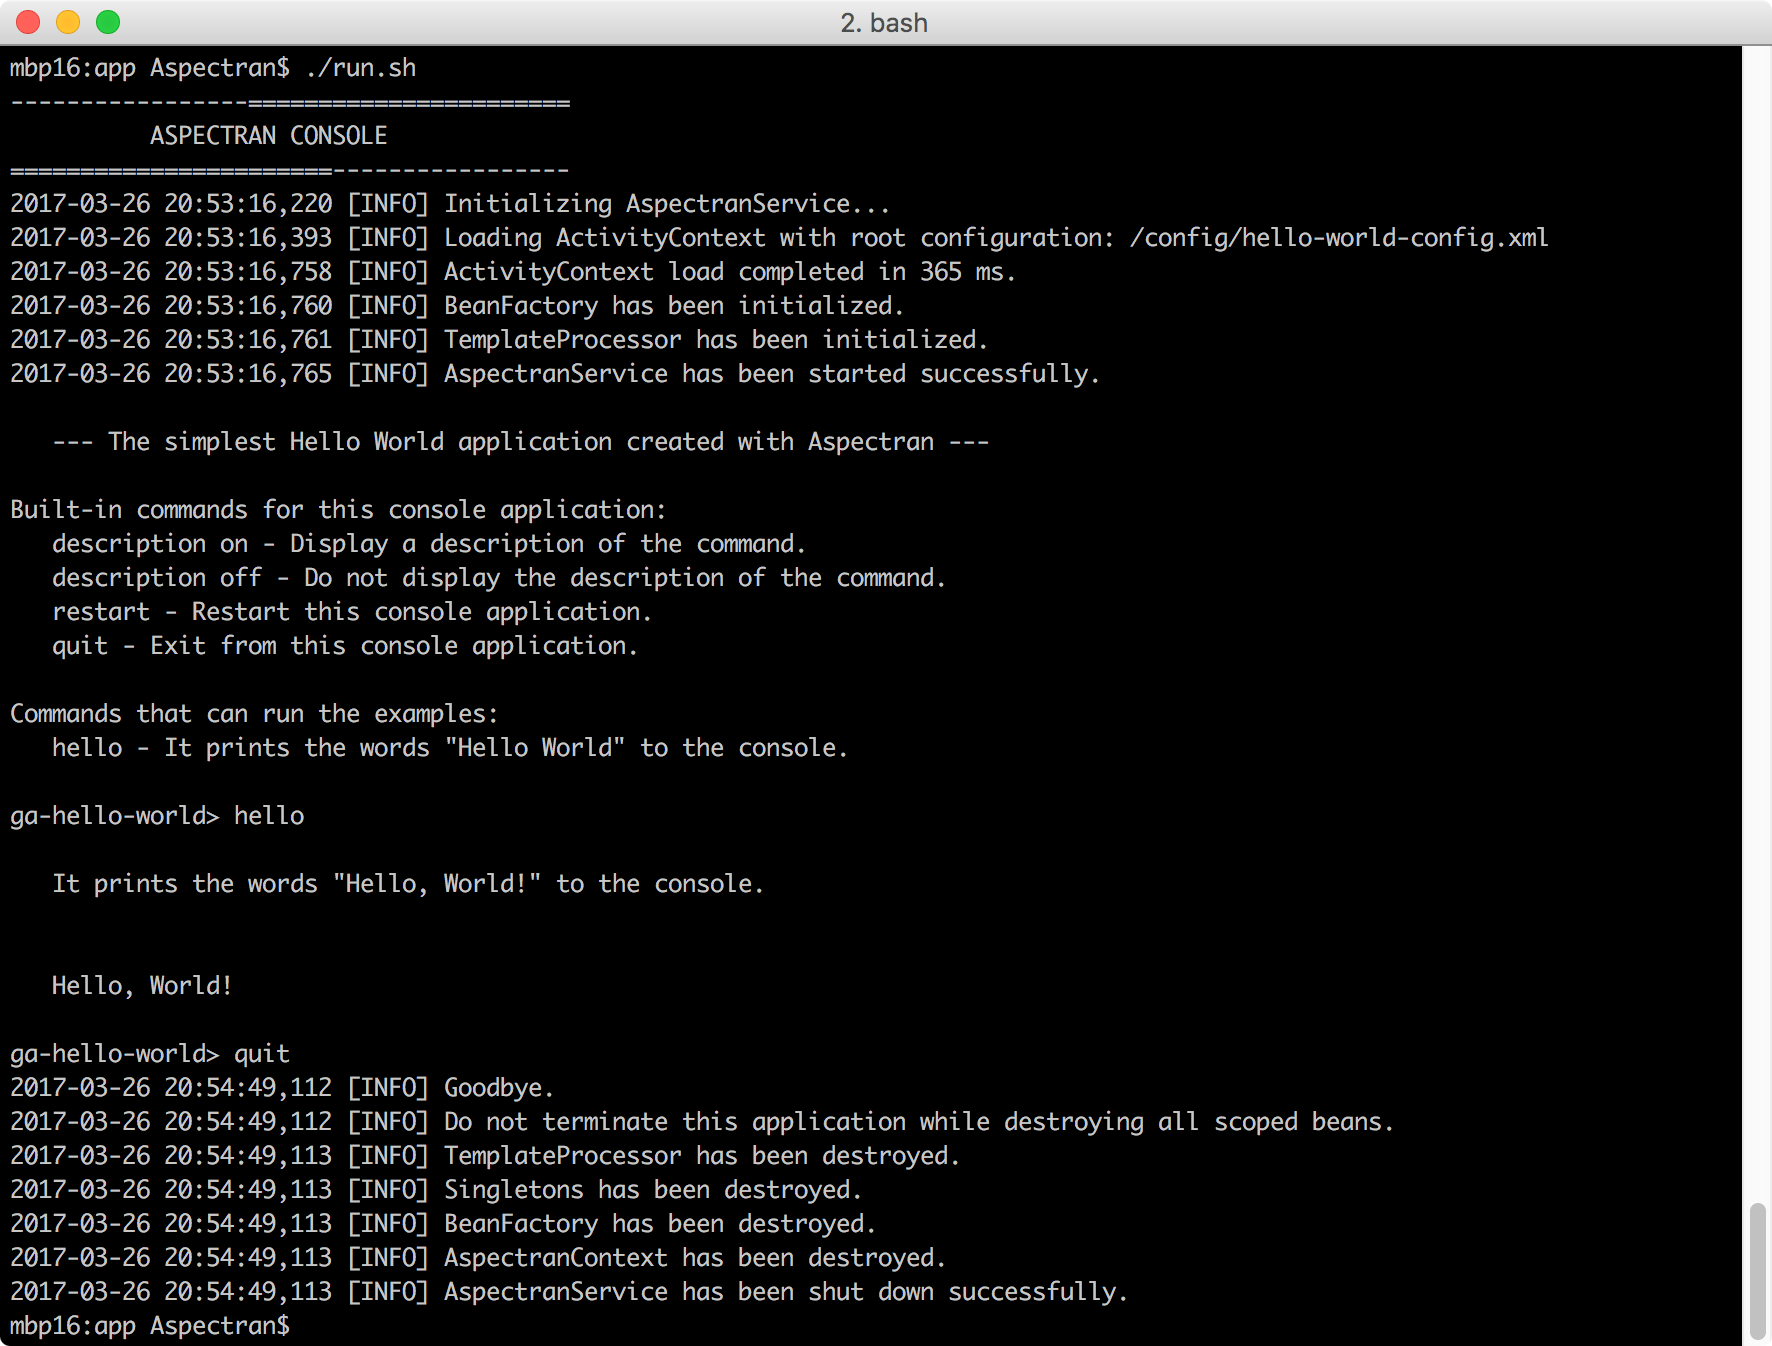 2. bash
mbp16:app Aspectran$ ./run.sh
-----------------=======================
ASPECTRAN CONSOLE
=======================-----------------
2017-03-26 20:53:16,220 [INFO] Initializing AspectranService...
2017-03-26 20:53:16,393 [INFO] Loading ActivityContext with root configuration: /config/hello-world-config.xml
2017-03-26 20:53:16,758 [INFO] ActivityContext load completed in 365 ms.
2017-03-26 20:53:16,760 [INFO] BeanFactory has been initialized.
2017-03-26 20:53:16,761 [INFO] TemplateProcessor has been initialized.
2017-03-26 20:53:16,765 [INFO] AspectranService has been started successfully.
--- The simplest Hello World application created with Aspectran ---
Built-in commands for this console application:
description on - Display a description of the command.
description off - Do not display the description of the command.
restart - Restart this console application.
quit - Exit from this console application.
Commands that can run the examples:
hello - It prints the words "Hello World" to the console.
ga-hello-world> hello
It prints the words "Hello, World!" to the console.
Hello, World!
ga-hello-world> quit
2017-03-26 20:54:49,112 [INFO] Goodbye.
2017-03-26 20:54:49,112 [INFO] Do not terminate this application while destroying all scoped beans.
2017-03-26 20:54:49,113 [INFO] TemplateProcessor has been destroyed.
2017-03-26 20:54:49,113 [INFO] Singletons has been destroyed.
2017-03-26 20:54:49,113 [INFO] BeanFactory has been destroyed.
2017-03-26 20:54:49,113 [INFO] AspectranContext has been destroyed.
2017-03-26 20:54:49,113 [INFO] AspectranService has been shut down successfully.
mbp16:app Aspectran$